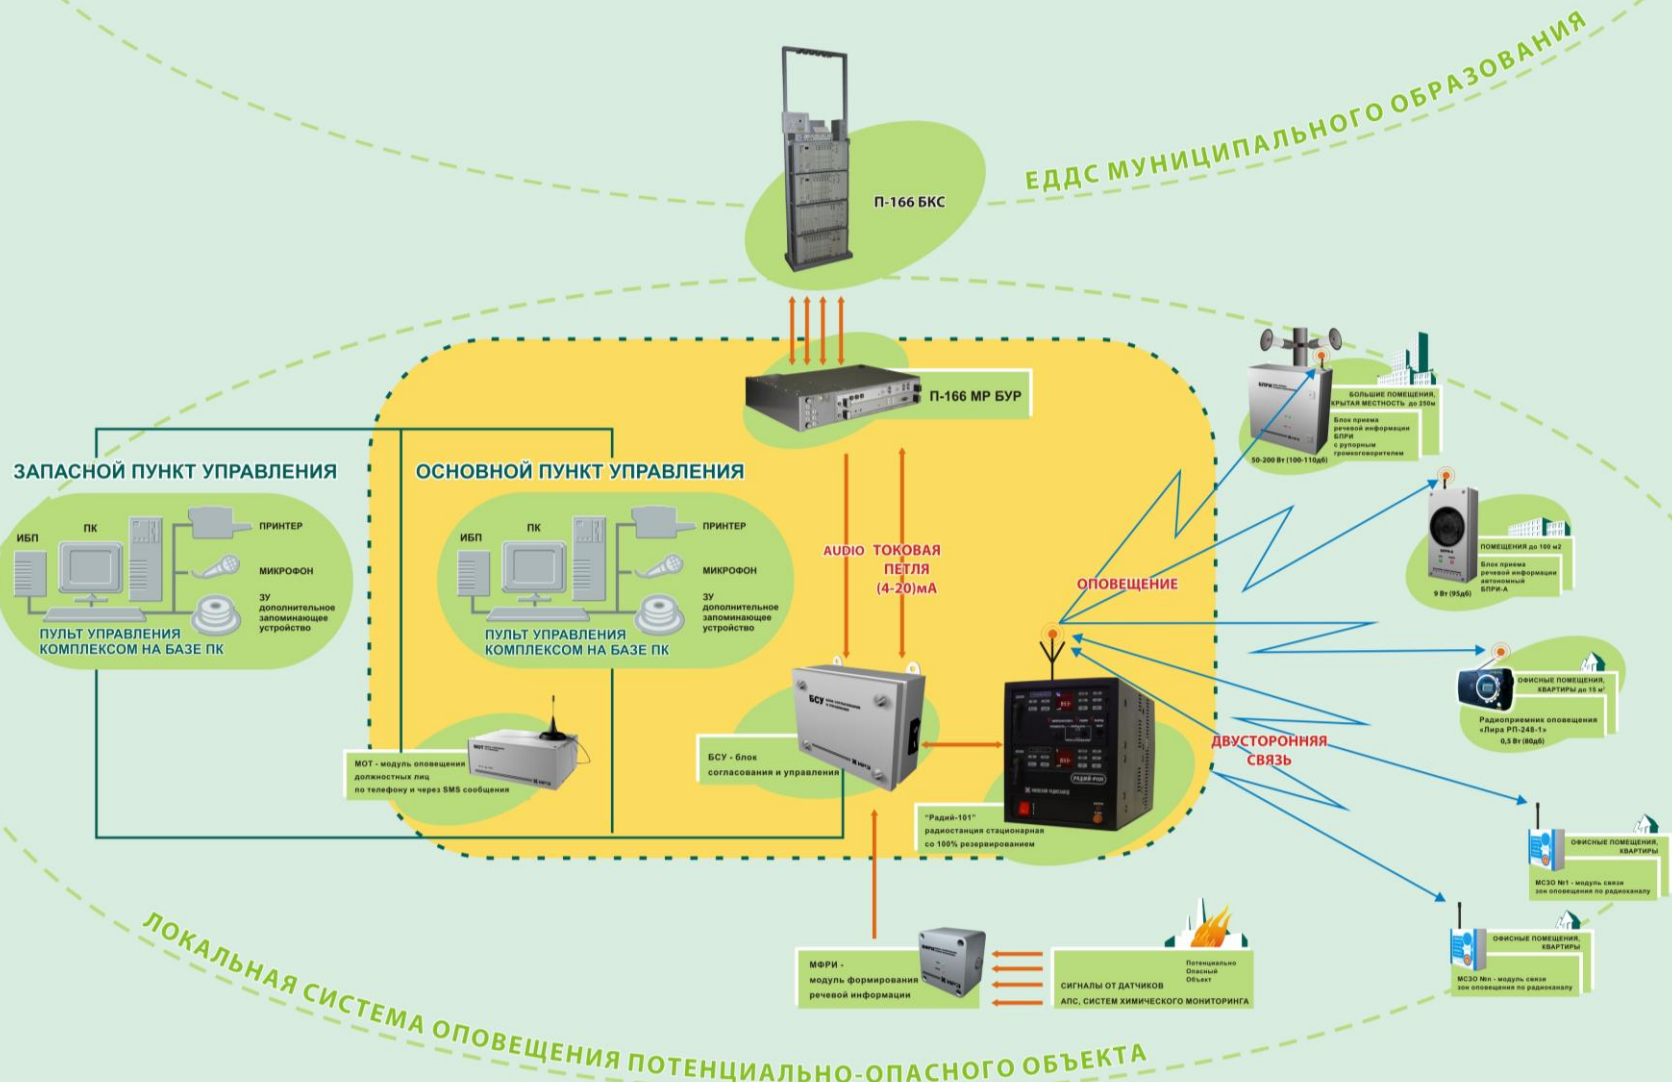 ЕДДС МУНИЦИПАЛЬНОГО ОБРАЗОВАНИЯ
П-166 БКС
П-166 МР БУР
ЗАПАСНОЙ ПУНКТ УПРАВЛЕНИЯ
ИБП
ПК
ПРИНТЕР
МИКРОФОН
ЗУ
дополнительное
запоминающее
устройство
ПУЛЬТ УПРАВЛЕНИЯ
КОМПЛЕКСОМ НА БАЗЕ ПК
ОСНОВНОЙ ПУНКТ УПРАВЛЕНИЯ
ИБП
ПК
ПРИНТЕР
МИКРОФОН
ЗУ
дополнительное
запоминающее
устройство
ПУЛЬТ УПРАВЛЕНИЯ
КОМПЛЕКСОМ НА БАЗЕ ПК
AUDIO
ТОКОВАЯ
ПЕТЛЯ
(4-20)мА
ОПОВЕЩЕНИЕ
ДВУСТОРОННЯЯ
СВЯЗЬ
МОТ - модуль оповещения
должностных лиц
по телефону и через SMS сообщения
МОТ
БСУ
БСУ - блок
согласования и управления
РАДИЙ-РОУ
"Радий-101"
радиостанция стационарная
со 100% резервированием
МФРИ -
модуль формирования
речевой информации
Потенциально
Опасный
Объект
СИГНАЛЫ ОТ ДАТЧИКОВ
АПС, СИСТЕМ ХИМИЧЕСКОГО МОНИТОРИНГА
БПРИ
БОЛЬШИЕ ПОМЕЩЕНИЯ,
КРЫТАЯ МЕСТНОСТЬ до 250м
Блок приема
речевой информации
БПРИ
с рупорным
громкоговорителем
50-200 Вт (100-110дб)
ПОМЕЩЕНИЯ до 100 м2
Блок приема
речевой информации
автономный
БПРИ-А
9 Вт (95дб)
ОФИСНЫЕ ПОМЕЩЕНИЯ,
КВАРТИРЫ до 15 м²
Радиоприемник оповещения
«Лира РП-248-1»
0,5 Вт (80дб)
ОФИСНЫЕ ПОМЕЩЕНИЯ,
КВАРТИРЫ
МСЗО №1 - модуль связи
зон оповещения по радиоканалу
ОФИСНЫЕ ПОМЕЩЕНИЯ,
КВАРТИРЫ
МСЗО №n - модуль связи
зон оповещения по радиоканалу
ЛОКАЛЬНАЯ СИСТЕМА ОПОВЕЩЕНИЯ ПОТЕНЦИАЛЬНО-ОПАСНОГО ОБЪЕКТА